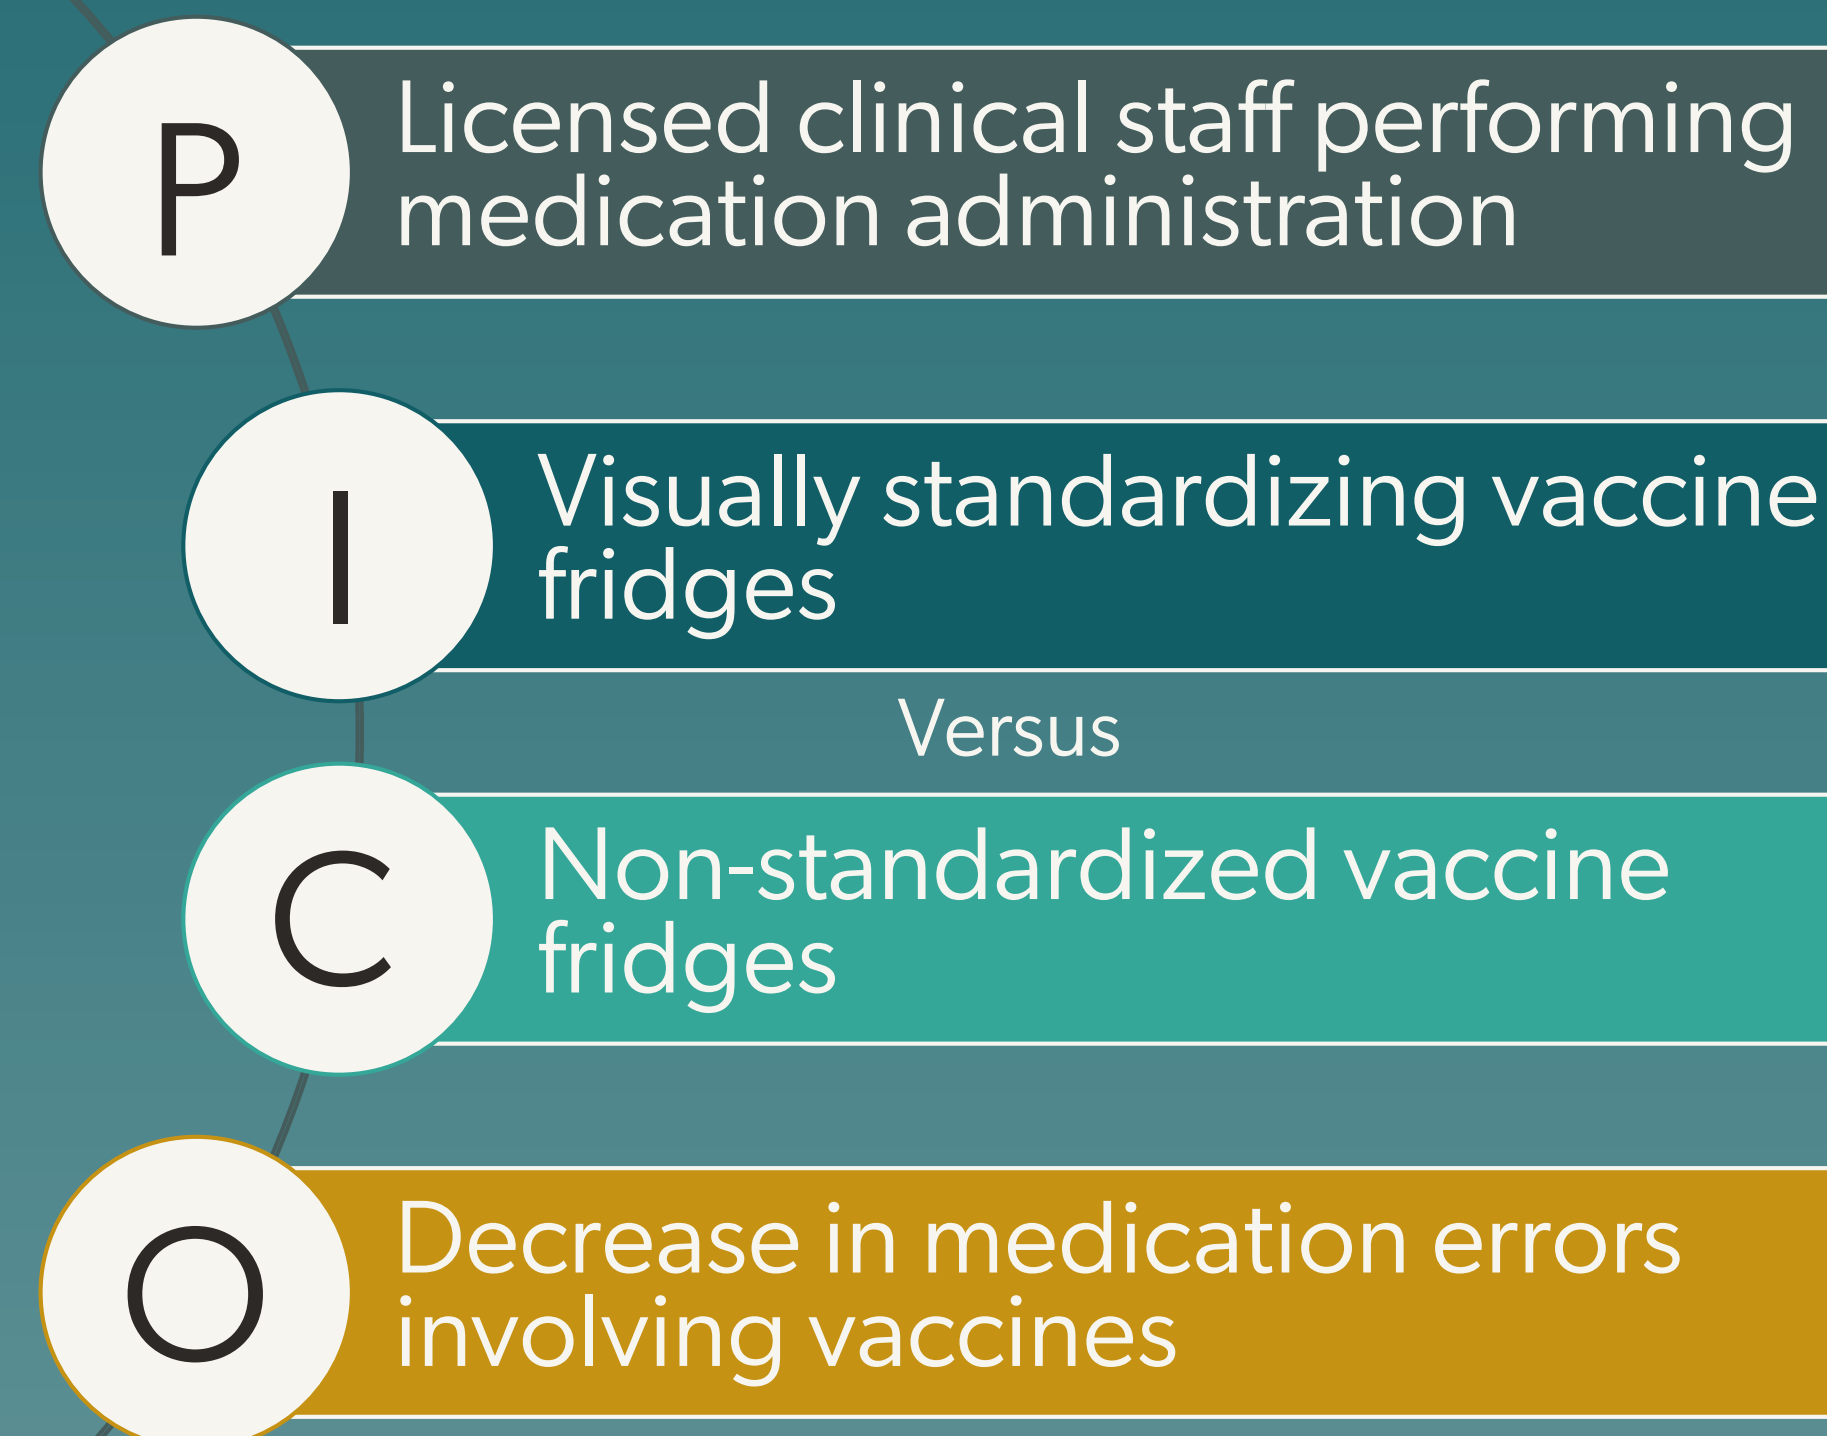 P
Licensed clinical staff performing
medication administration
I
Visually standardizing vaccine
fridges
Versus
C
Non-standardized vaccine
fridges
O
Decrease in medication errors
involving vaccines